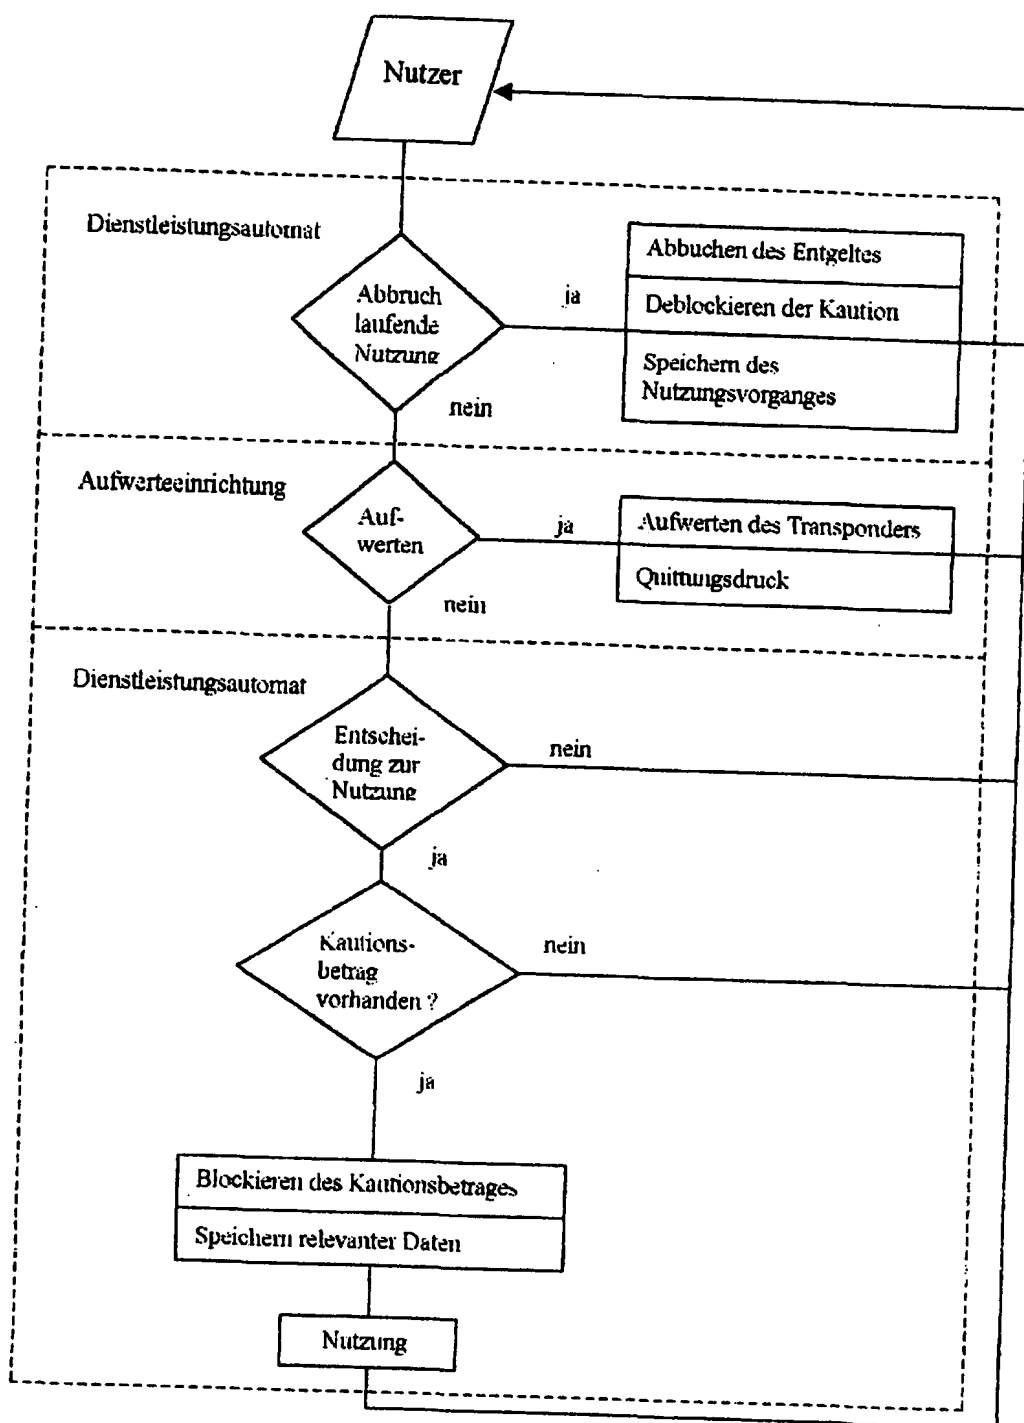 Nutzer
Dienstleistungsautomat
Abbruch
laufende
Nutzung
ja
nein
Abbuchen des Entgeltes
Deblockieren der Kaution
Speichern des
Nutzungsvorganges
Aufwerteeinrichtung
Auf-
werten
ja
nein
Aufwerten des Transponders
Quittungsdruck
Dienstleistungsautomat
Entschei-
dung zur
Nutzung
nein
ja
Kautions-
betrag
vorhanden ?
nein
ja
Blockieren des Kautionsbetrages
Speichern relevanter Daten
Nutzung